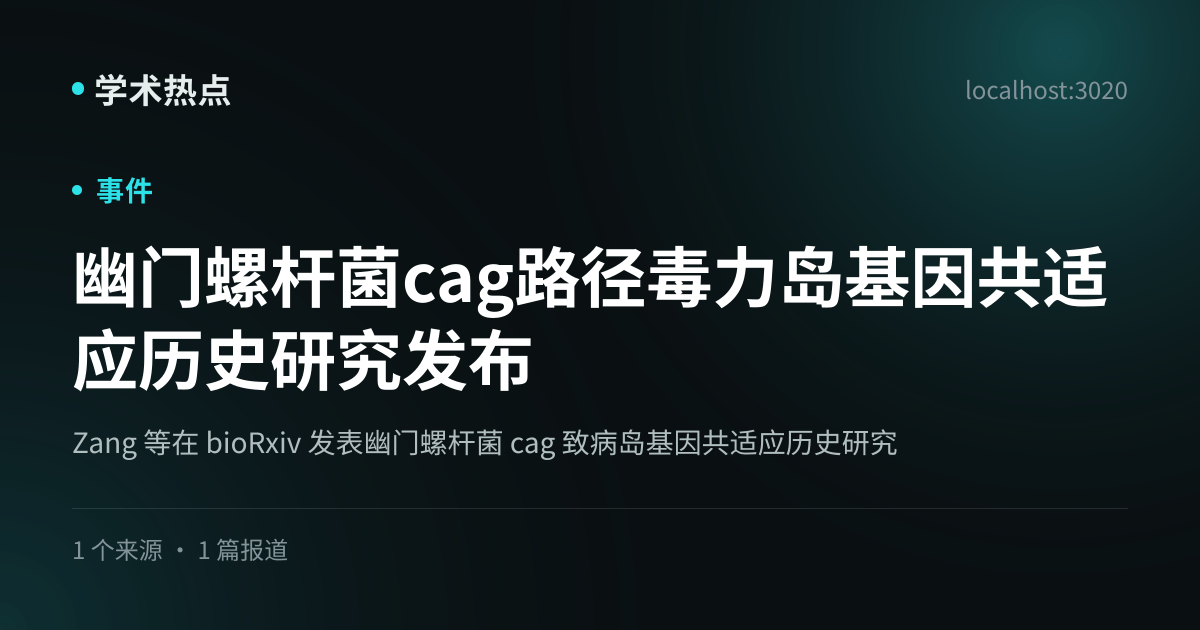 学术热点
localhost:3020
事件
幽门螺杆菌cag路径毒力岛基因共适
应历史研究发布
Zang 等在 bioRxiv 发表幽门螺杆菌 cag 致病岛基因共适应历史研究
1 个来源 · 1 篇报道